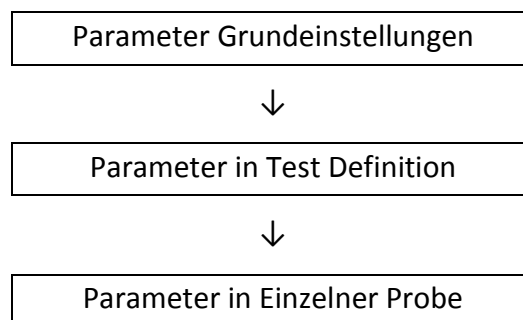 Parameter Grundeinstellungen
↓
Parameter in Test Definition
↓
Parameter in Einzelner Probe